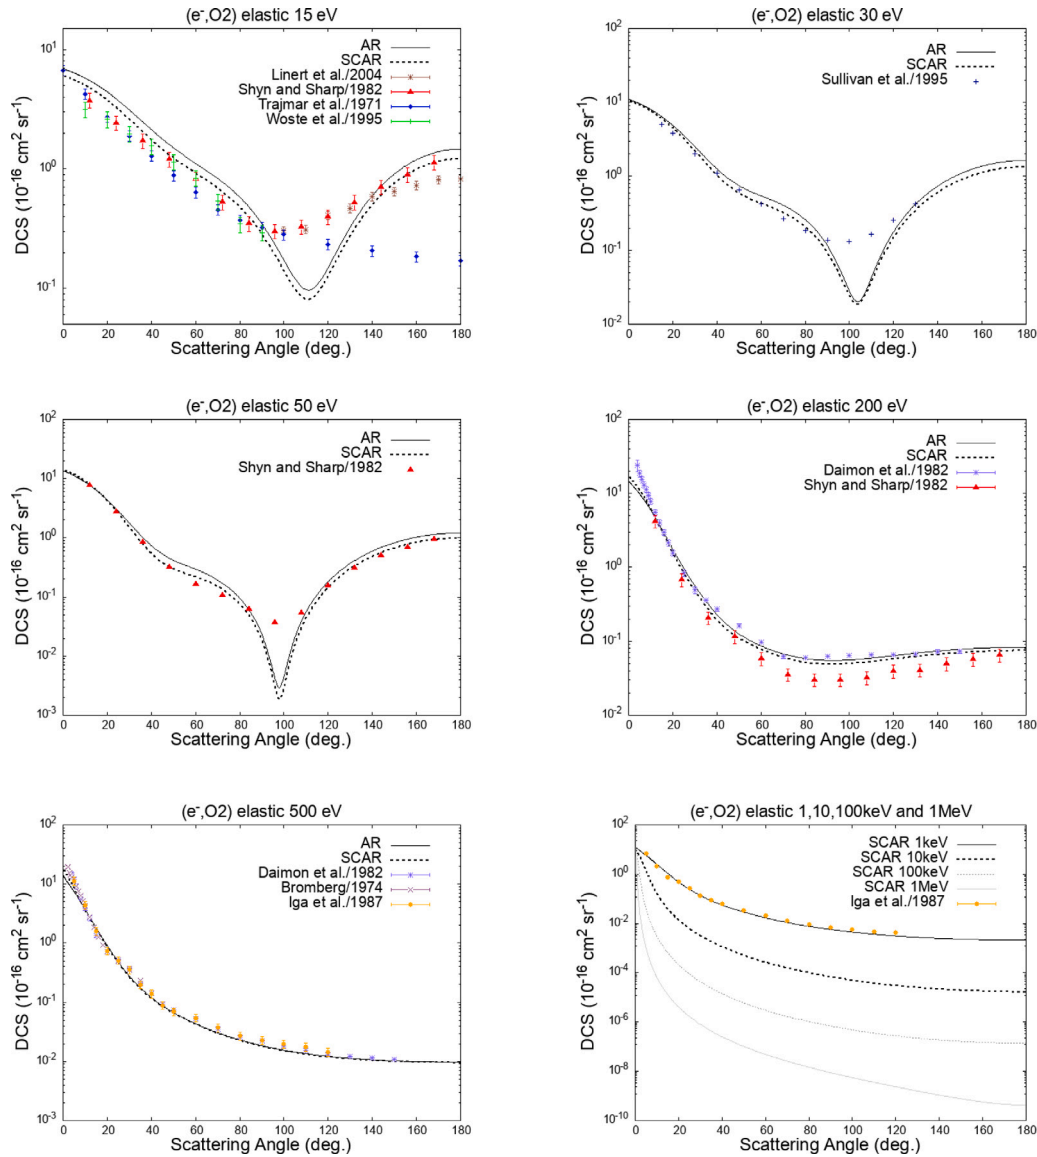 (e⁻,O2) elastic 15 eV
AR
SCAR
Linert et al./2004
Shyn and Sharp/1982
Trajmar et al./1971
Woste et al./1995
10¹
10⁰
10⁻¹
DCS (10⁻¹⁶ cm² sr⁻¹)
0 20 40 60 80 100 120 140 160 180
Scattering Angle (deg.)
(e⁻,O2) elastic 30 eV
AR
SCAR
Sullivan et al./1995
10²
10¹
10⁰
10⁻¹
10⁻²
DCS (10⁻¹⁶ cm² sr⁻¹)
0 20 40 60 80 100 120 140 160 180
Scattering Angle (deg.)
(e⁻,O2) elastic 50 eV
AR
SCAR
Shyn and Sharp/1982
10²
10¹
10⁰
10⁻¹
10⁻²
10⁻³
DCS (10⁻¹⁶ cm² sr⁻¹)
0 20 40 60 80 100 120 140 160 180
Scattering Angle (deg.)
(e⁻,O2) elastic 200 eV
AR
SCAR
Daimon et al./1982
Shyn and Sharp/1982
10²
10¹
10⁰
10⁻¹
10⁻²
DCS (10⁻¹⁶ cm² sr⁻¹)
0 20 40 60 80 100 120 140 160 180
Scattering Angle (deg.)
(e⁻,O2) elastic 500 eV
AR
SCAR
Daimon et al./1982
Bromberg/1974
Iga et al./1987
10²
10¹
10⁰
10⁻¹
10⁻²
10⁻³
DCS (10⁻¹⁶ cm² sr⁻¹)
0 20 40 60 80 100 120 140 160 180
Scattering Angle (deg.)
(e⁻,O2) elastic 1,10,100keV and 1MeV
SCAR 1keV
SCAR 10keV
SCAR 100keV
SCAR 1MeV
Iga et al./1987
10²
10⁰
10⁻²
10⁻⁴
10⁻⁶
10⁻⁸
10⁻¹⁰
DCS (10⁻¹⁶ cm² sr⁻¹)
0 20 40 60 80 100 120 140 160 180
Scattering Angle (deg.)